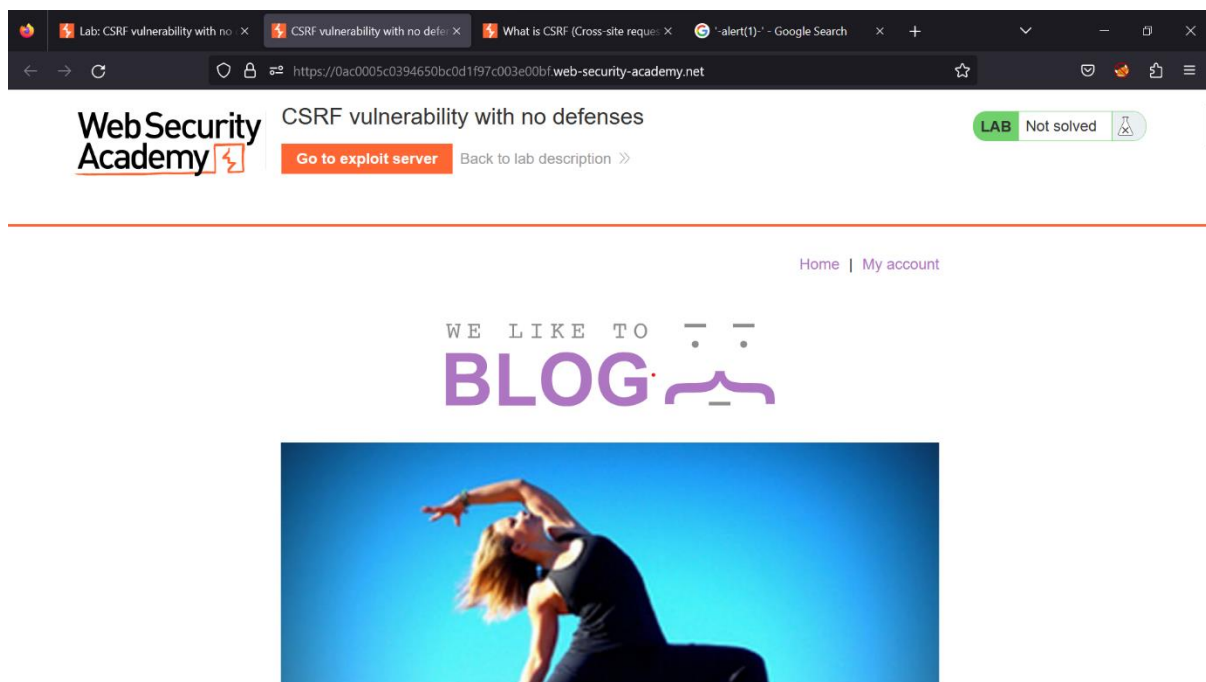 Lab: CSRF vulnerability with no
CSRF vulnerability with no defe
What is CSRF (Cross-site reques
'-alert(1)-' - Google Search
https://0ac0005c0394650bc0d1f97c003e00bf.web-security-academy.net
Web Security
Academy
CSRF vulnerability with no defenses
Go to exploit server
Back to lab description
LAB Not solved
Home | My account
WE LIKE TO
BLOG